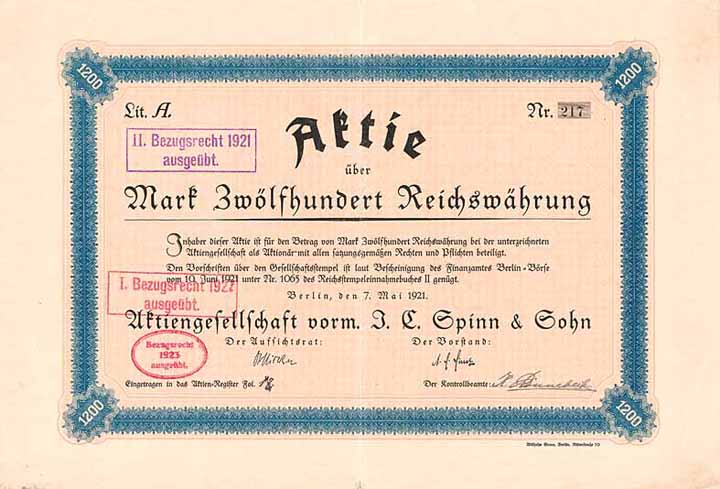 1200
1200
Lit. A.
Nr. 217
II. Bezugsrecht 1921
ausgeübt.
Aktie
über
Mark Zwölfhundert Reichswährung
Inhaber dieser Aktie ist für den Betrag von Mark Zwölfhundert Reichswährung bei der unterzeichneten
Aktiengesellschaft als Aktionär mit allen satzungsgemäßen Rechten und Pflichten beteiligt.
Den Vorschriften über den Gesellschaftsstempel ist laut Bescheinigung des Finanzamtes Berlin-Börse
vom 10. Juni 1921 unter Nr. 1065 des Reichsstempeleinnahmebuches II genügt.
I. Bezugsrecht 1922
ausgeübt.
Berlin, den 7. Mai 1921.
Aktiengesellschaft vorm. J. C. Spinn & Sohn
Bezugsrecht
1923
ausgeübt.
Der Aufsichtsrat:
Der Vorstand:
Eingetragen in das Aktien-Register Fol.
Der Kontrollbeamte:
1200
1200
Berlin,